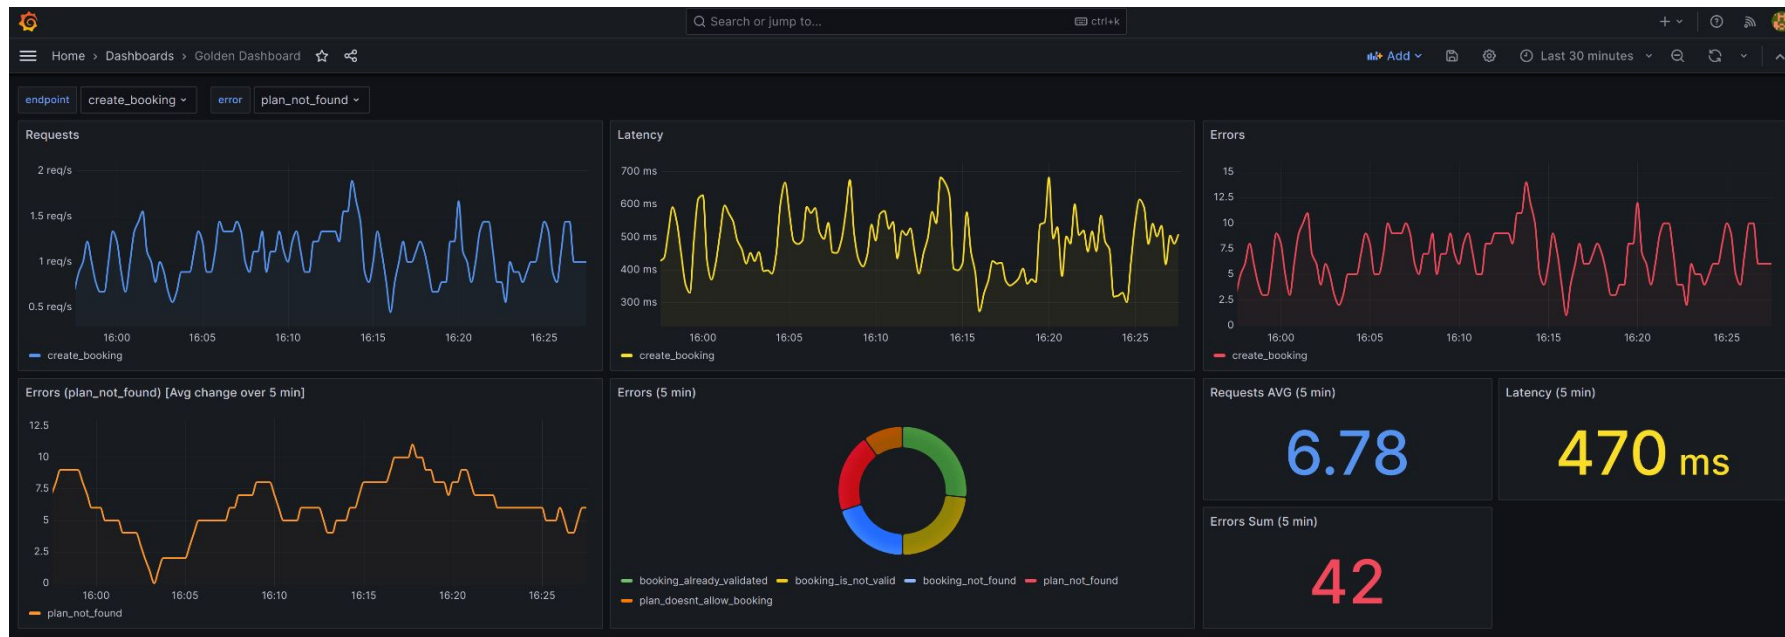 Search or jump to... ctrl+k
Home > Dashboards > Golden Dashboard
Add
Last 30 minutes
endpoint create_booking error plan_not_found
Requests
2 req/s
1.5 req/s
1 req/s
0.5 req/s
16:00 16:05 16:10 16:15 16:20 16:25
create_booking
Latency
700 ms
600 ms
500 ms
400 ms
300 ms
16:00 16:05 16:10 16:15 16:20 16:25
create_booking
Errors
15
12.5
10
7.5
5
2.5
0
16:00 16:05 16:10 16:15 16:20 16:25
create_booking
Errors (plan_not_found) [Avg change over 5 min]
12.5
10
7.5
5
2.5
0
16:00 16:05 16:10 16:15 16:20 16:25
plan_not_found
Errors (5 min)
booking_already_validated booking_is_not_valid booking_not_found plan_not_found
plan_doesnt_allow_booking
Requests AVG (5 min)
6.78
Latency (5 min)
470 ms
Errors Sum (5 min)
42